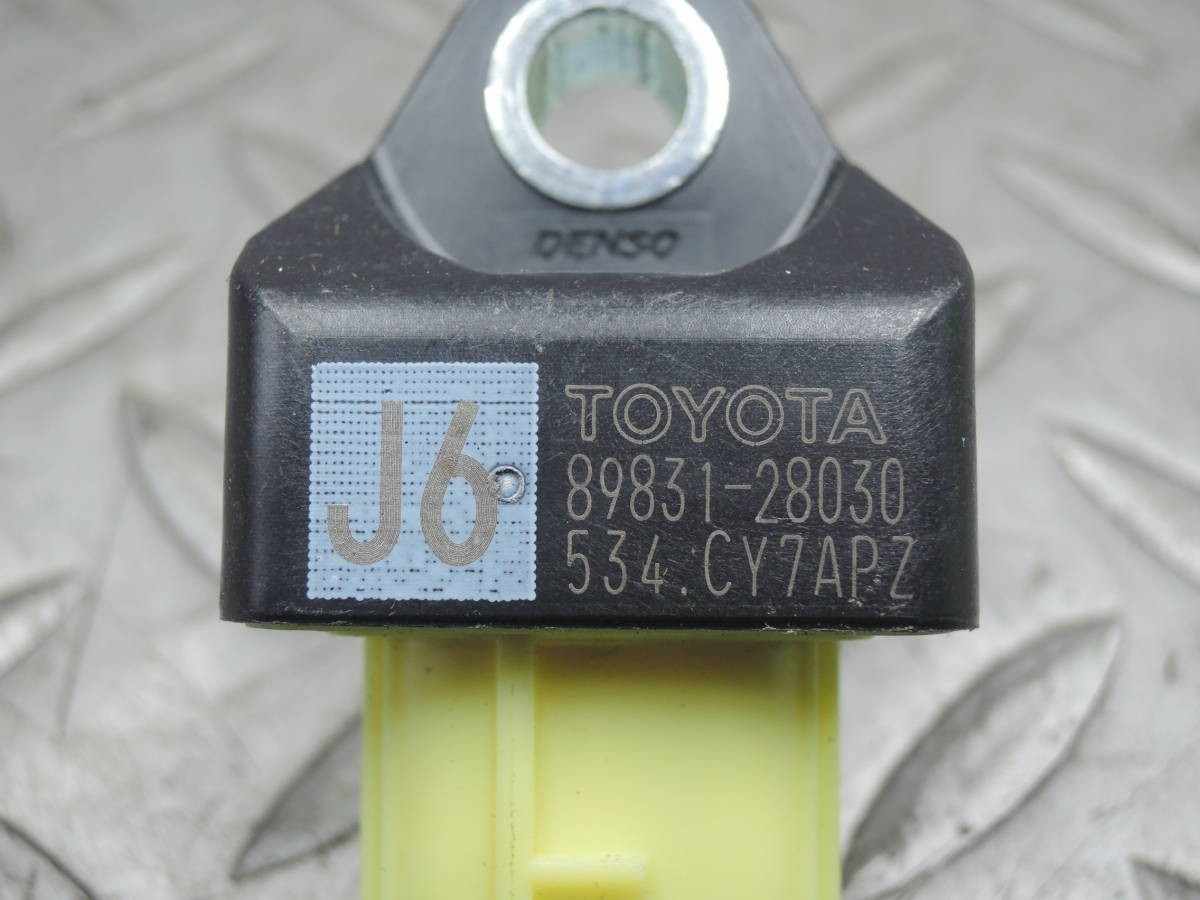 DENSO
J6
TOYOTA
89831-28030
534.CY7APZ